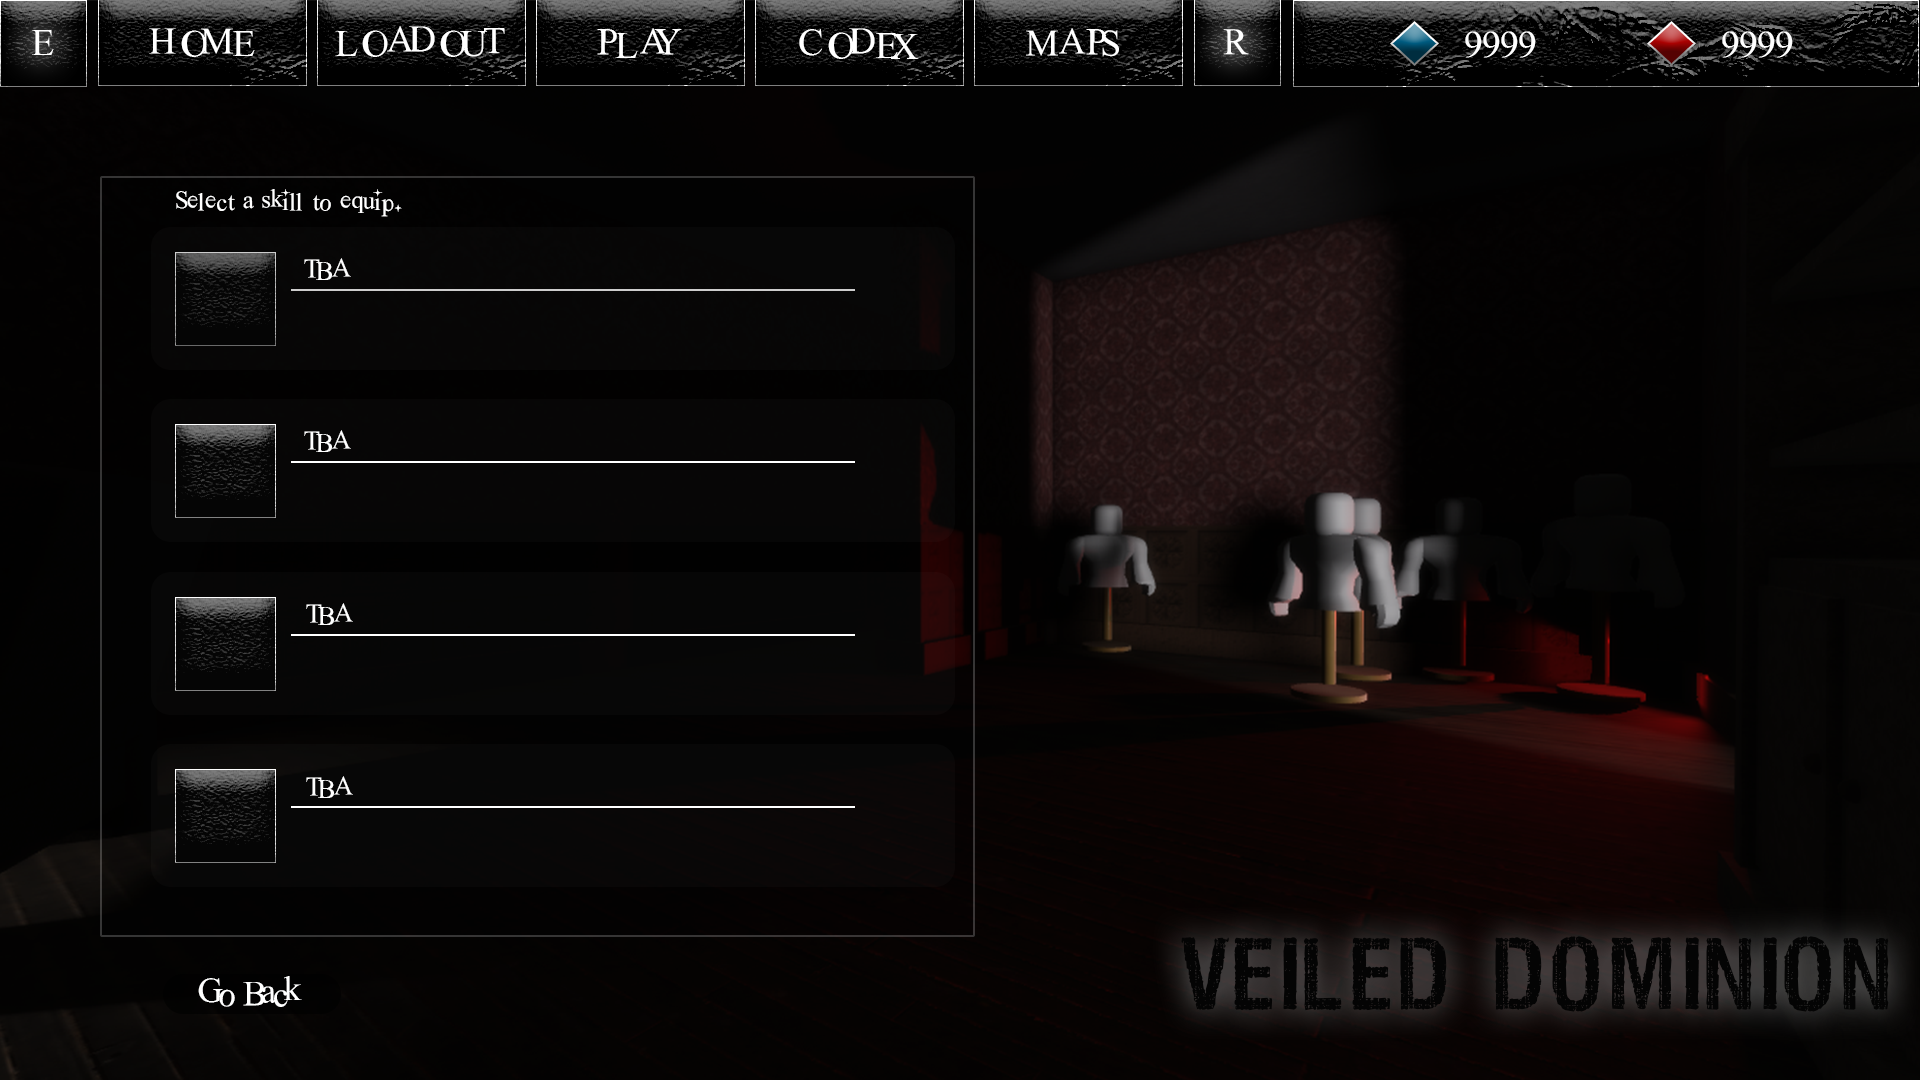 E HOME LOADOUT PLAY CODEX MAPS R 9999 9999
Select a skill to equip.
TBA
TBA
TBA
TBA
Go Back
VEILED DOMINION